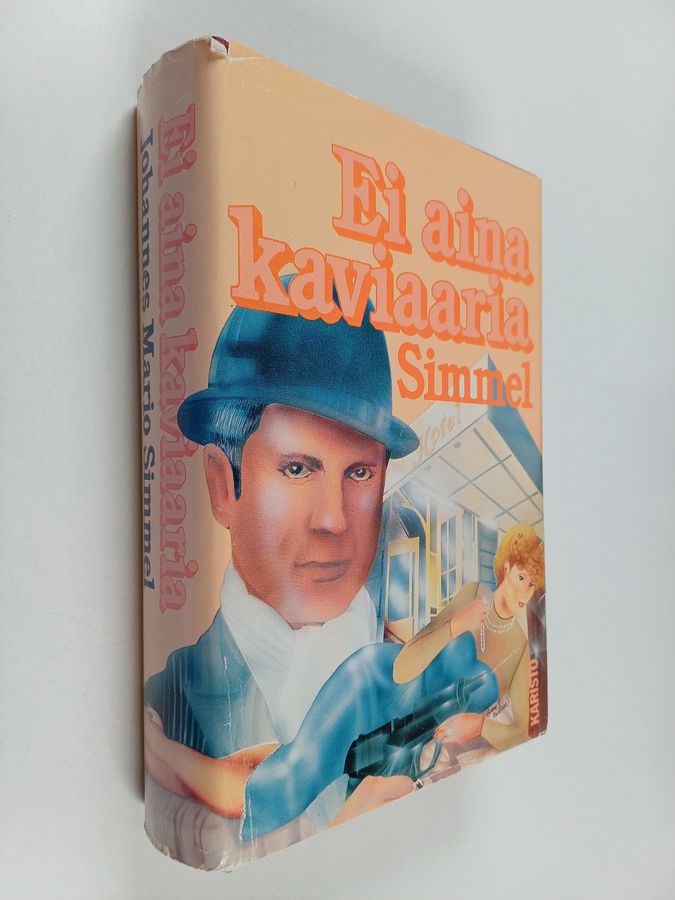 Ei aina kaviaaria
Johannes Mario Simmel
Ei aina
kaviaaria
Simmel
Hotel
KARISTO